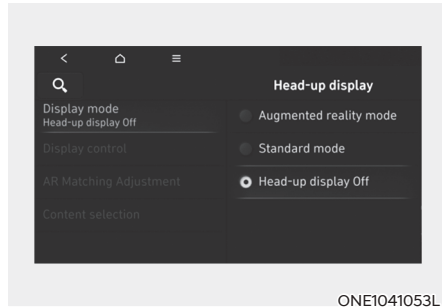 Head-up display
Display mode
Head-up display Off
Display control
AR Matching Adjustment
Content selection
Augmented reality mode
Standard mode
Head-up display Off
ONE1041053L